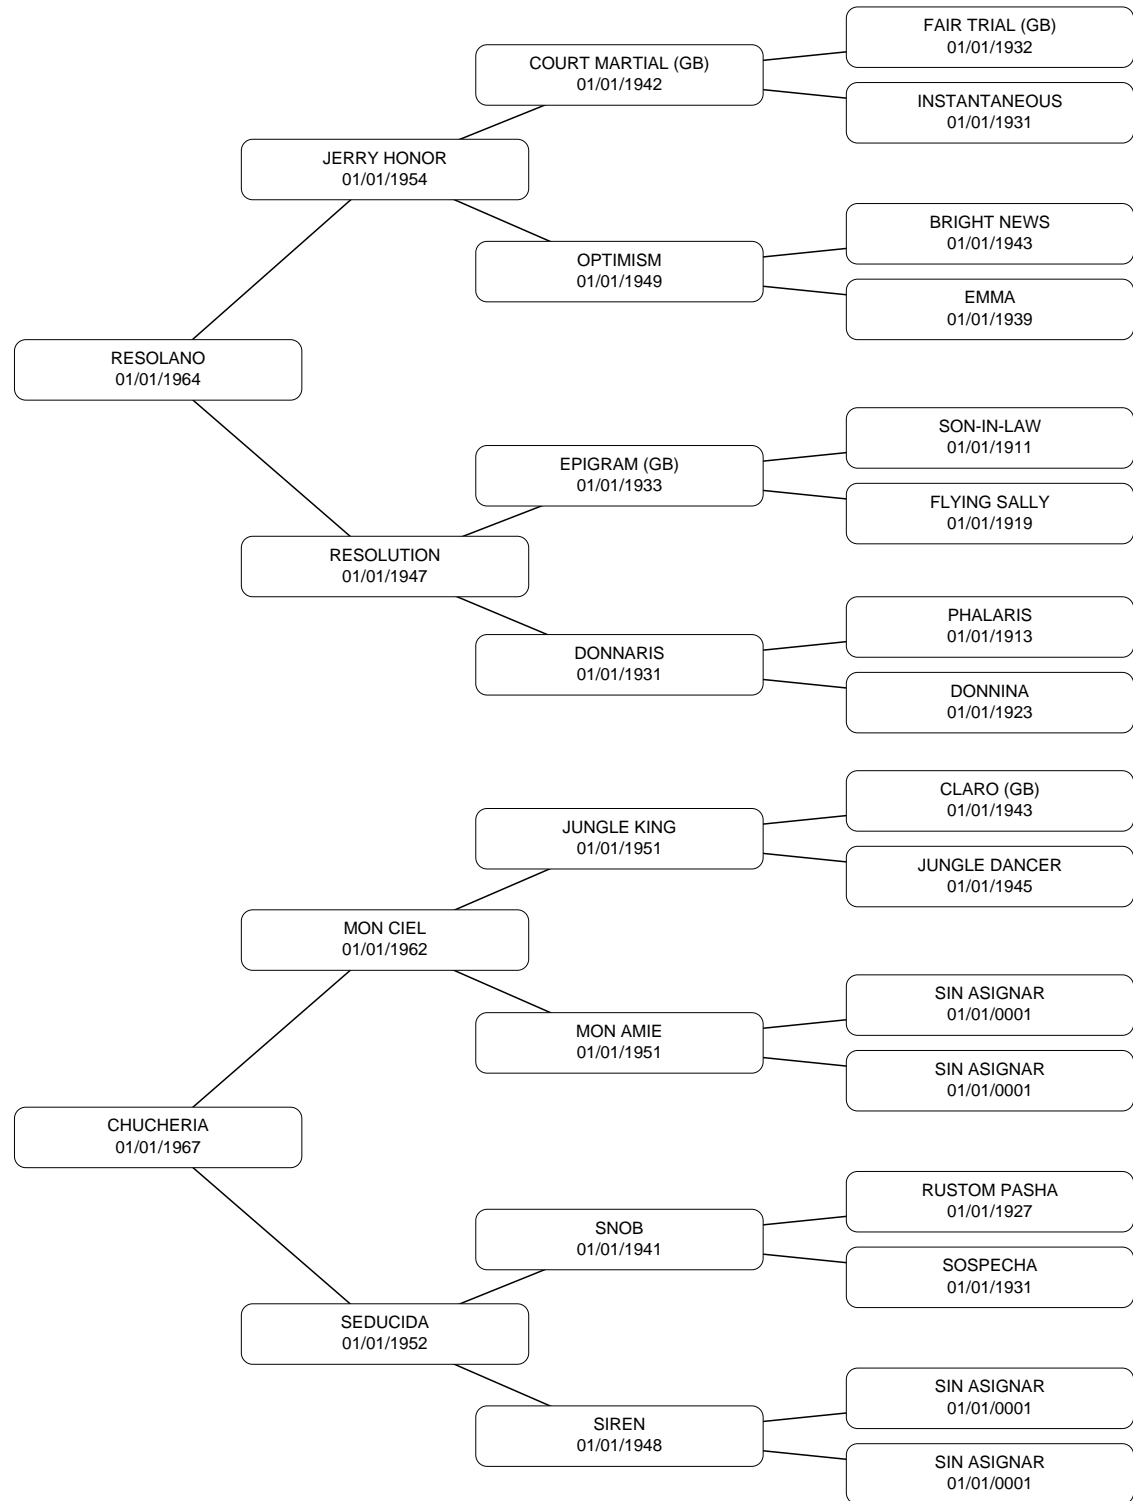 FAIR TRIAL (GB)
01/01/1932
COURT MARTIAL (GB)
01/01/1942
INSTANTANEOUS
01/01/1931
JERRY HONOR
01/01/1954
BRIGHT NEWS
01/01/1943
OPTIMISM
01/01/1949
EMMA
01/01/1939
RESOLANO
01/01/1964
SON-IN-LAW
01/01/1911
EPIGRAM (GB)
01/01/1933
FLYING SALLY
01/01/1919
RESOLUTION
01/01/1947
PHALARIS
01/01/1913
DONNARIS
01/01/1931
DONNINA
01/01/1923
CLARO (GB)
01/01/1943
JUNGLE KING
01/01/1951
JUNGLE DANCER
01/01/1945
MON CIEL
01/01/1962
SIN ASIGNAR
01/01/0001
MON AMIE
01/01/1951
SIN ASIGNAR
01/01/0001
CHUCHERIA
01/01/1967
RUSTOM PASHA
01/01/1927
SNOB
01/01/1941
SOSPECHA
01/01/1931
SEDUCIDA
01/01/1952
SIN ASIGNAR
01/01/0001
SIREN
01/01/1948
SIN ASIGNAR
01/01/0001